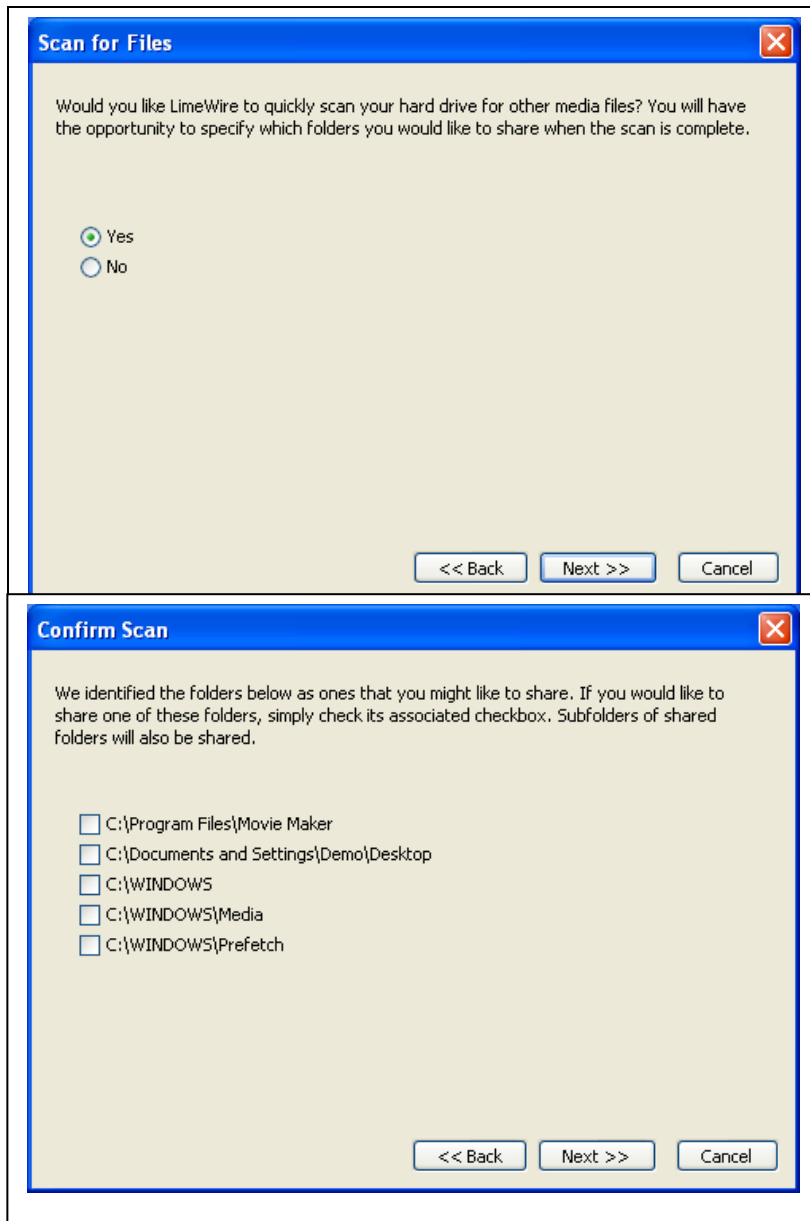 Scan for Files
Would you like LimeWire to quickly scan your hard drive for other media files? You will have
the opportunity to specify which folders you would like to share when the scan is complete.
Yes
No
<< Back Next >> Cancel
Confirm Scan
We identified the folders below as ones that you might like to share. If you would like to
share one of these folders, simply check its associated checkbox. Subfolders of shared
folders will also be shared.
C:\Program Files\Movie Maker
C:\Documents and Settings\Demo\Desktop
C:\WINDOWS
C:\WINDOWS\Media
C:\WINDOWS\Prefetch
<< Back Next >> Cancel